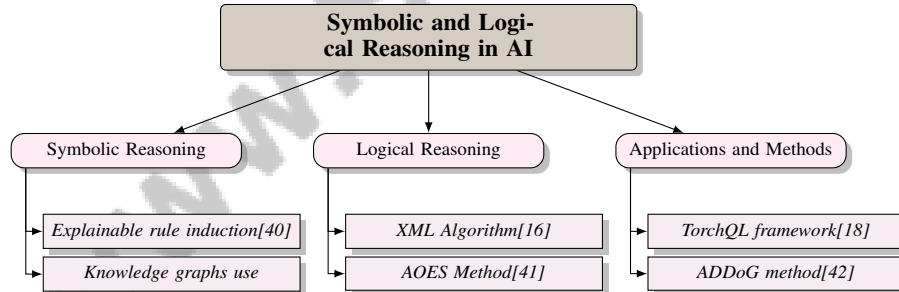 Symbolic and Logi-
cal Reasoning in AI
Symbolic Reasoning
Logical Reasoning
Applications and Methods
Explainable rule induction[40]
XML Algorithm[16]
TorchQL framework[18]
Knowledge graphs use
AOES Method[41]
ADDoG method[42]
www.